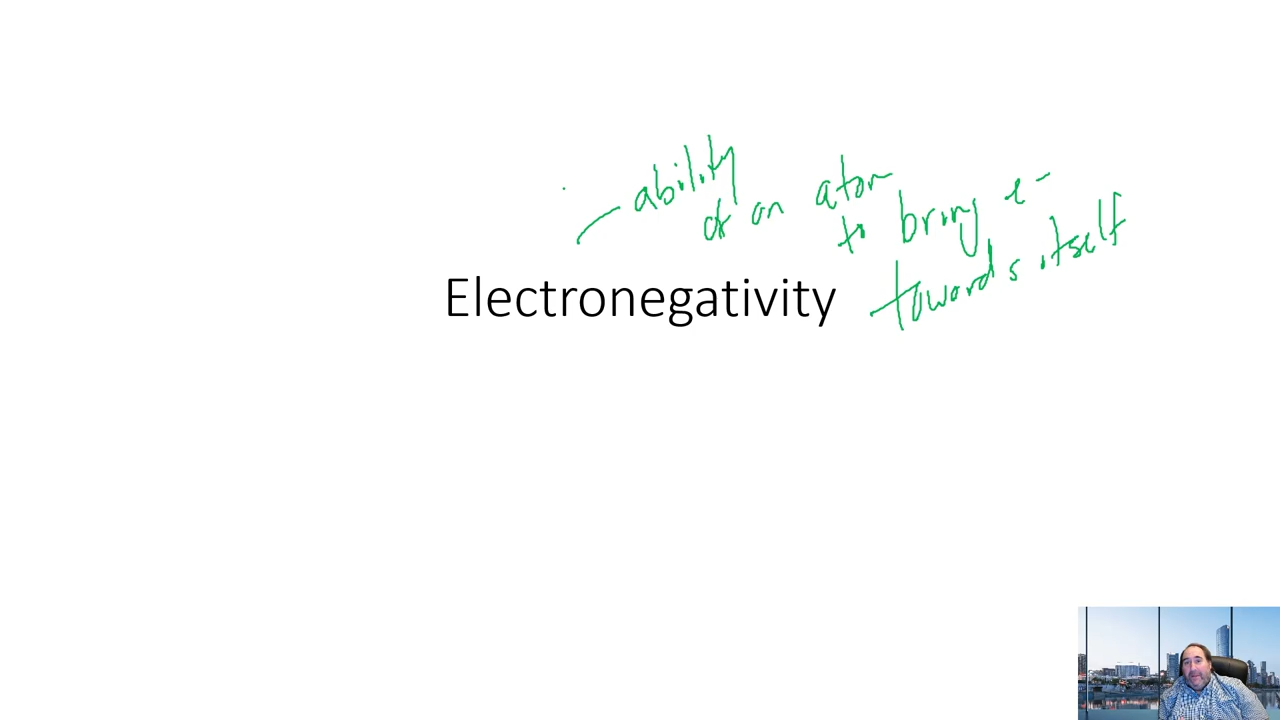 ability
of an atom
to bring e-
towards itself
Electronegativity